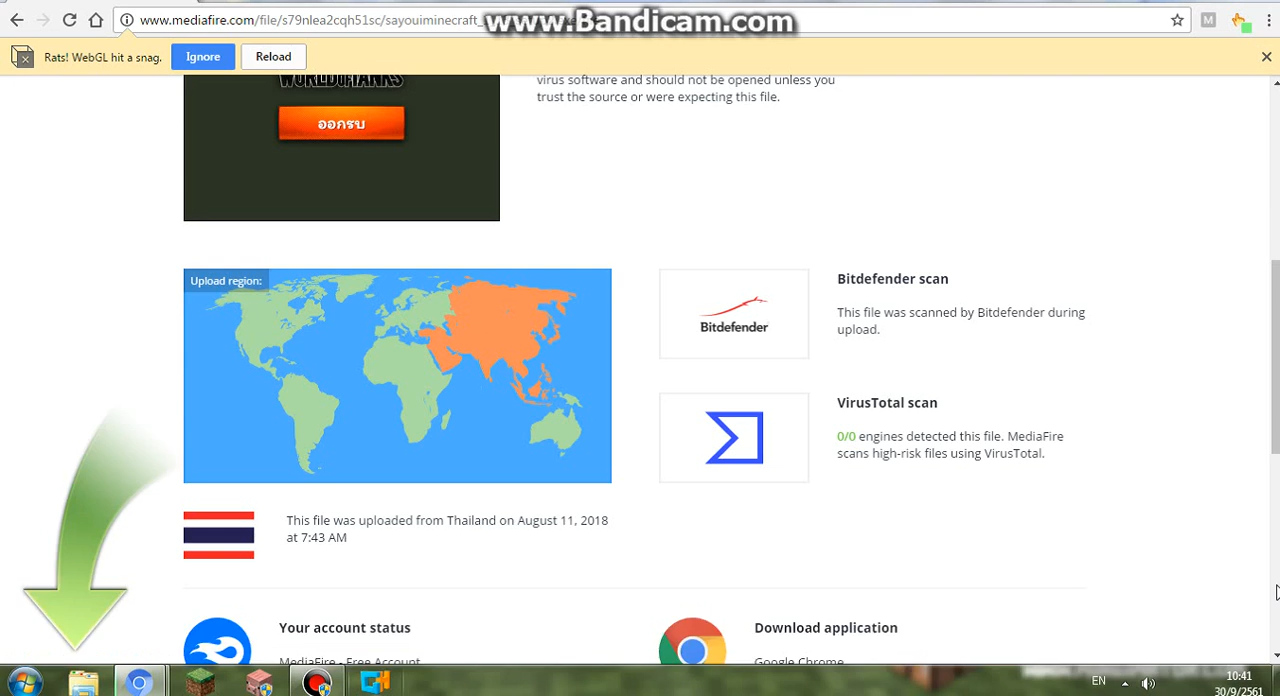 www.mediafire.com/file/s79nlea2cqh51sc/sayouiminecraft_
www.Bandicam.com
M
Rats! WebGL hit a snag.
Ignore
Reload
WORLD OF TANKS
ออกรบ
virus software and should not be opened unless you
trust the source or were expecting this file.
Upload region:
Bitdefender
Bitdefender scan
This file was scanned by Bitdefender during
upload.
VirusTotal scan
0/0 engines detected this file. MediaFire
scans high-risk files using VirusTotal.
This file was uploaded from Thailand on August 11, 2018
at 7:43 AM
Your account status
MediaFire - Free Account
Download application
Google Chrome
EN
10:41
30/9/2561